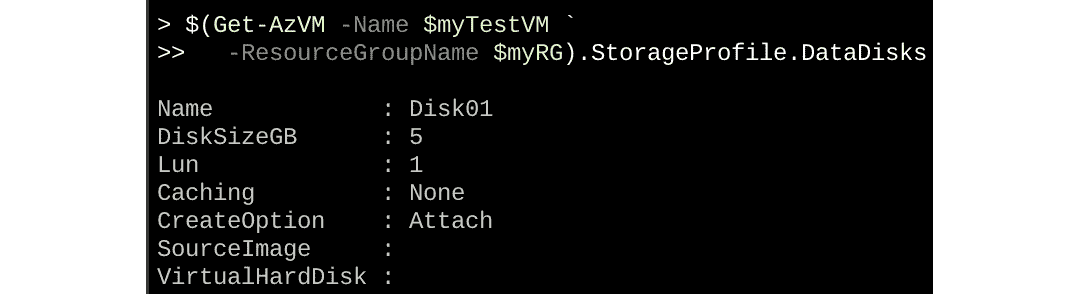 > $(Get-AzVM -Name $myTestVM `
>>   -ResourceGroupName $myRG).StorageProfile.DataDisks
Name            : Disk01
DiskSizeGB      : 5
Lun             : 1
Caching         : None
CreateOption    : Attach
SourceImage     :
VirtualHardDisk :